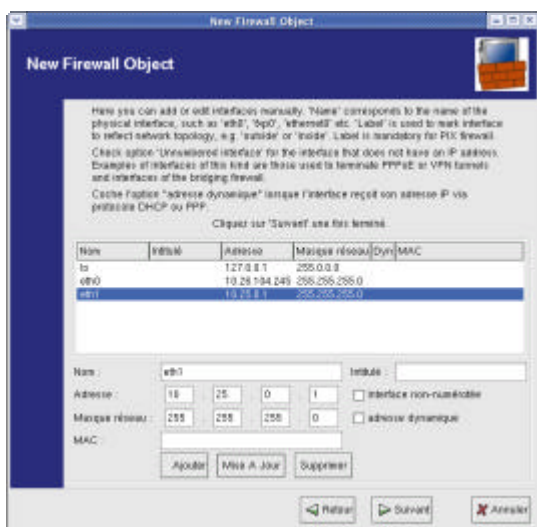 New Firewall Object
New Firewall Object
Here you can add or edit interfaces manually. 'Name' corresponds to the name of the
physical interface, such as 'eth0', 'fxp0', 'ethernet0' etc. 'Label' is used to mark interface
to reflect network topology, e.g. 'outside' or 'inside'. Label is mandatory for PIX firewall.
Check option 'Unnumbered interface' for the interface that does not have an IP address.
Examples of interfaces of this kind are those used to terminate PPPoE or VPN tunnels
and interfaces of the bridging firewall.
Coche l'option "adresse dynamique" lorsque l'interface reçoit son adresse IP via
protocole DHCP ou PPP.
Cliquez sur 'Suivant' une fois terminé.
Nom Intitulé Adresse Masque réseau Dyn MAC
lo 127.0.0.1 255.0.0.0
eth0 10.26.104.245 255.255.255.0
eth1 10.25.0.1 255.255.255.0
Nom : eth1 Intitulé :
Adresse : 10 . 25 . 0 . 1 interface non-numérotée
Masque réseau : 255 . 255 . 255 . 0 adresse dynamique
MAC :
Ajouter Mise A Jour Supprimer
Retour Suivant Annuler